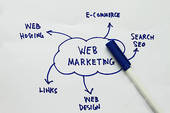 E-COMMERCE
WEB
HOSTING
SEARCH
SEO
WEB
MARKETING
LINKS
WEB
DESIGN